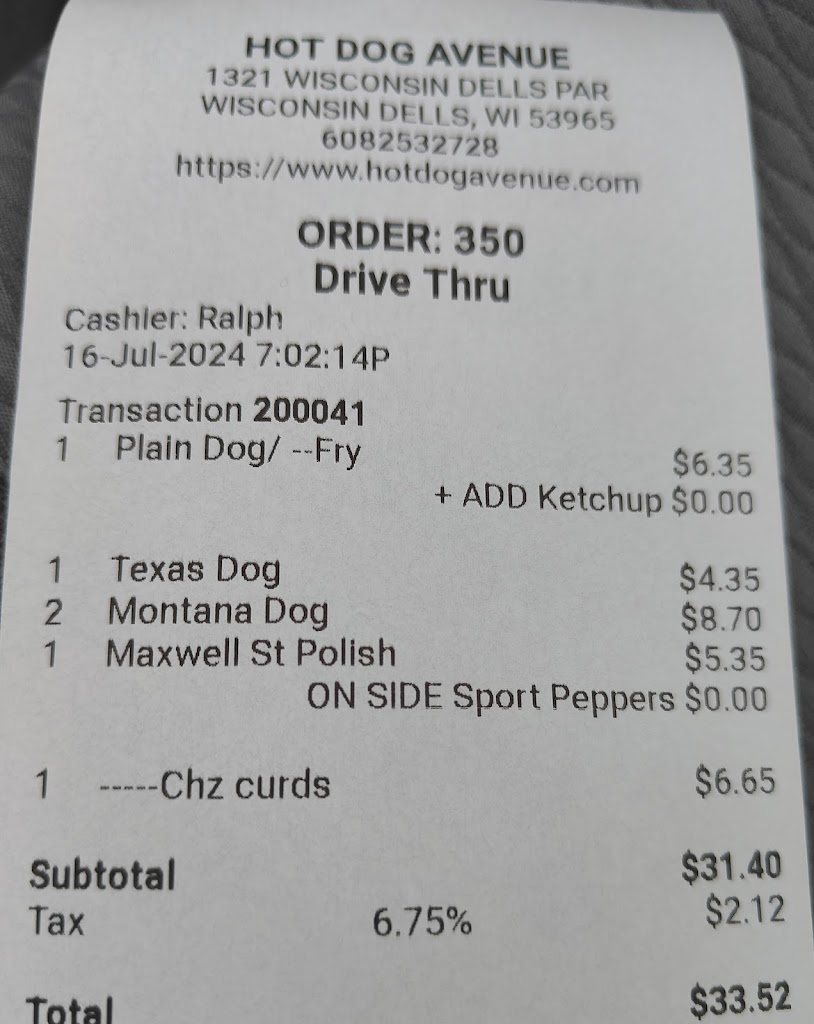 HOT DOG AVENUE
1321 WISCONSIN DELLS PAR
WISCONSIN DELLS, WI 53965
6082532728
https://www.hotdogavenue.com
ORDER: 350
Drive Thru
Cashier: Ralph
16-Jul-2024 7:02:14P
Transaction 200041
1 Plain Dog/ --Fry $6.35
+ ADD Ketchup $0.00
1 Texas Dog $4.35
2 Montana Dog $8.70
1 Maxwell St Polish $5.35
ON SIDE Sport Peppers $0.00
1 -----Chz curds $6.65
Subtotal $31.40
Tax 6.75% $2.12
Total $33.52